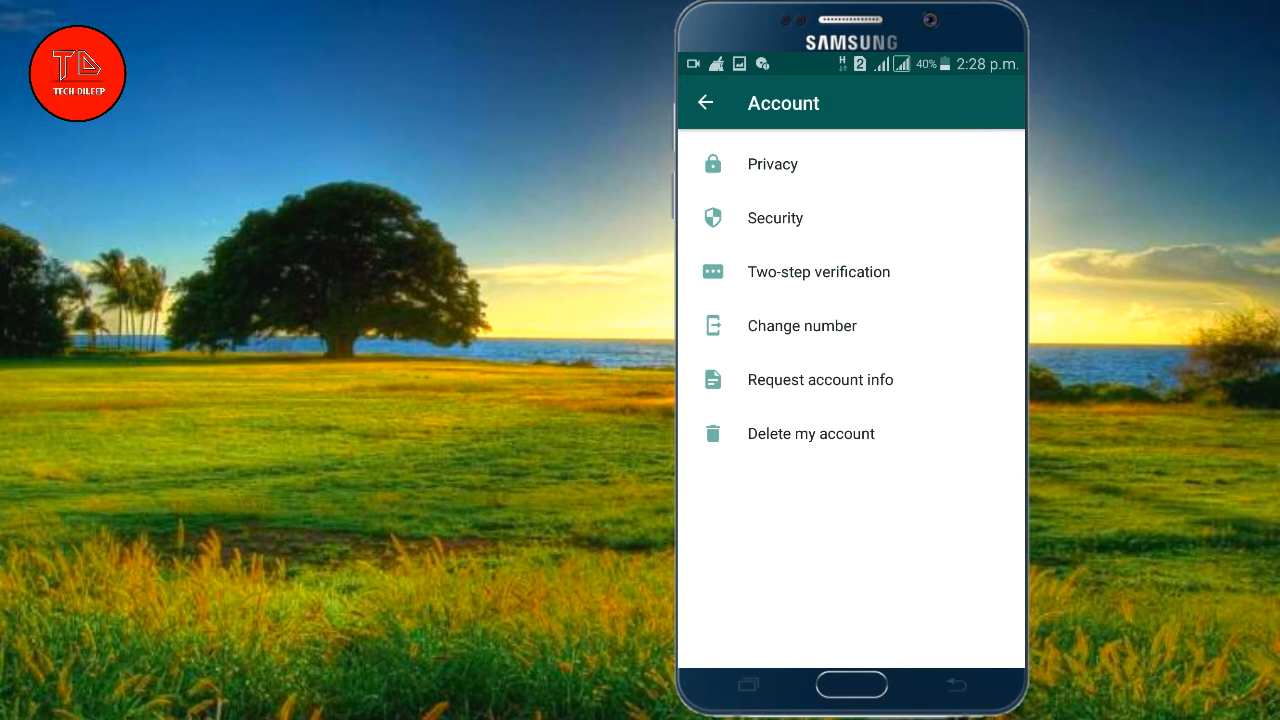 TD
TECH DILEEP
SAMSUNG
H 2 40% 2:28 p.m.
Account
Privacy
Security
Two-step verification
Change number
Request account info
Delete my account